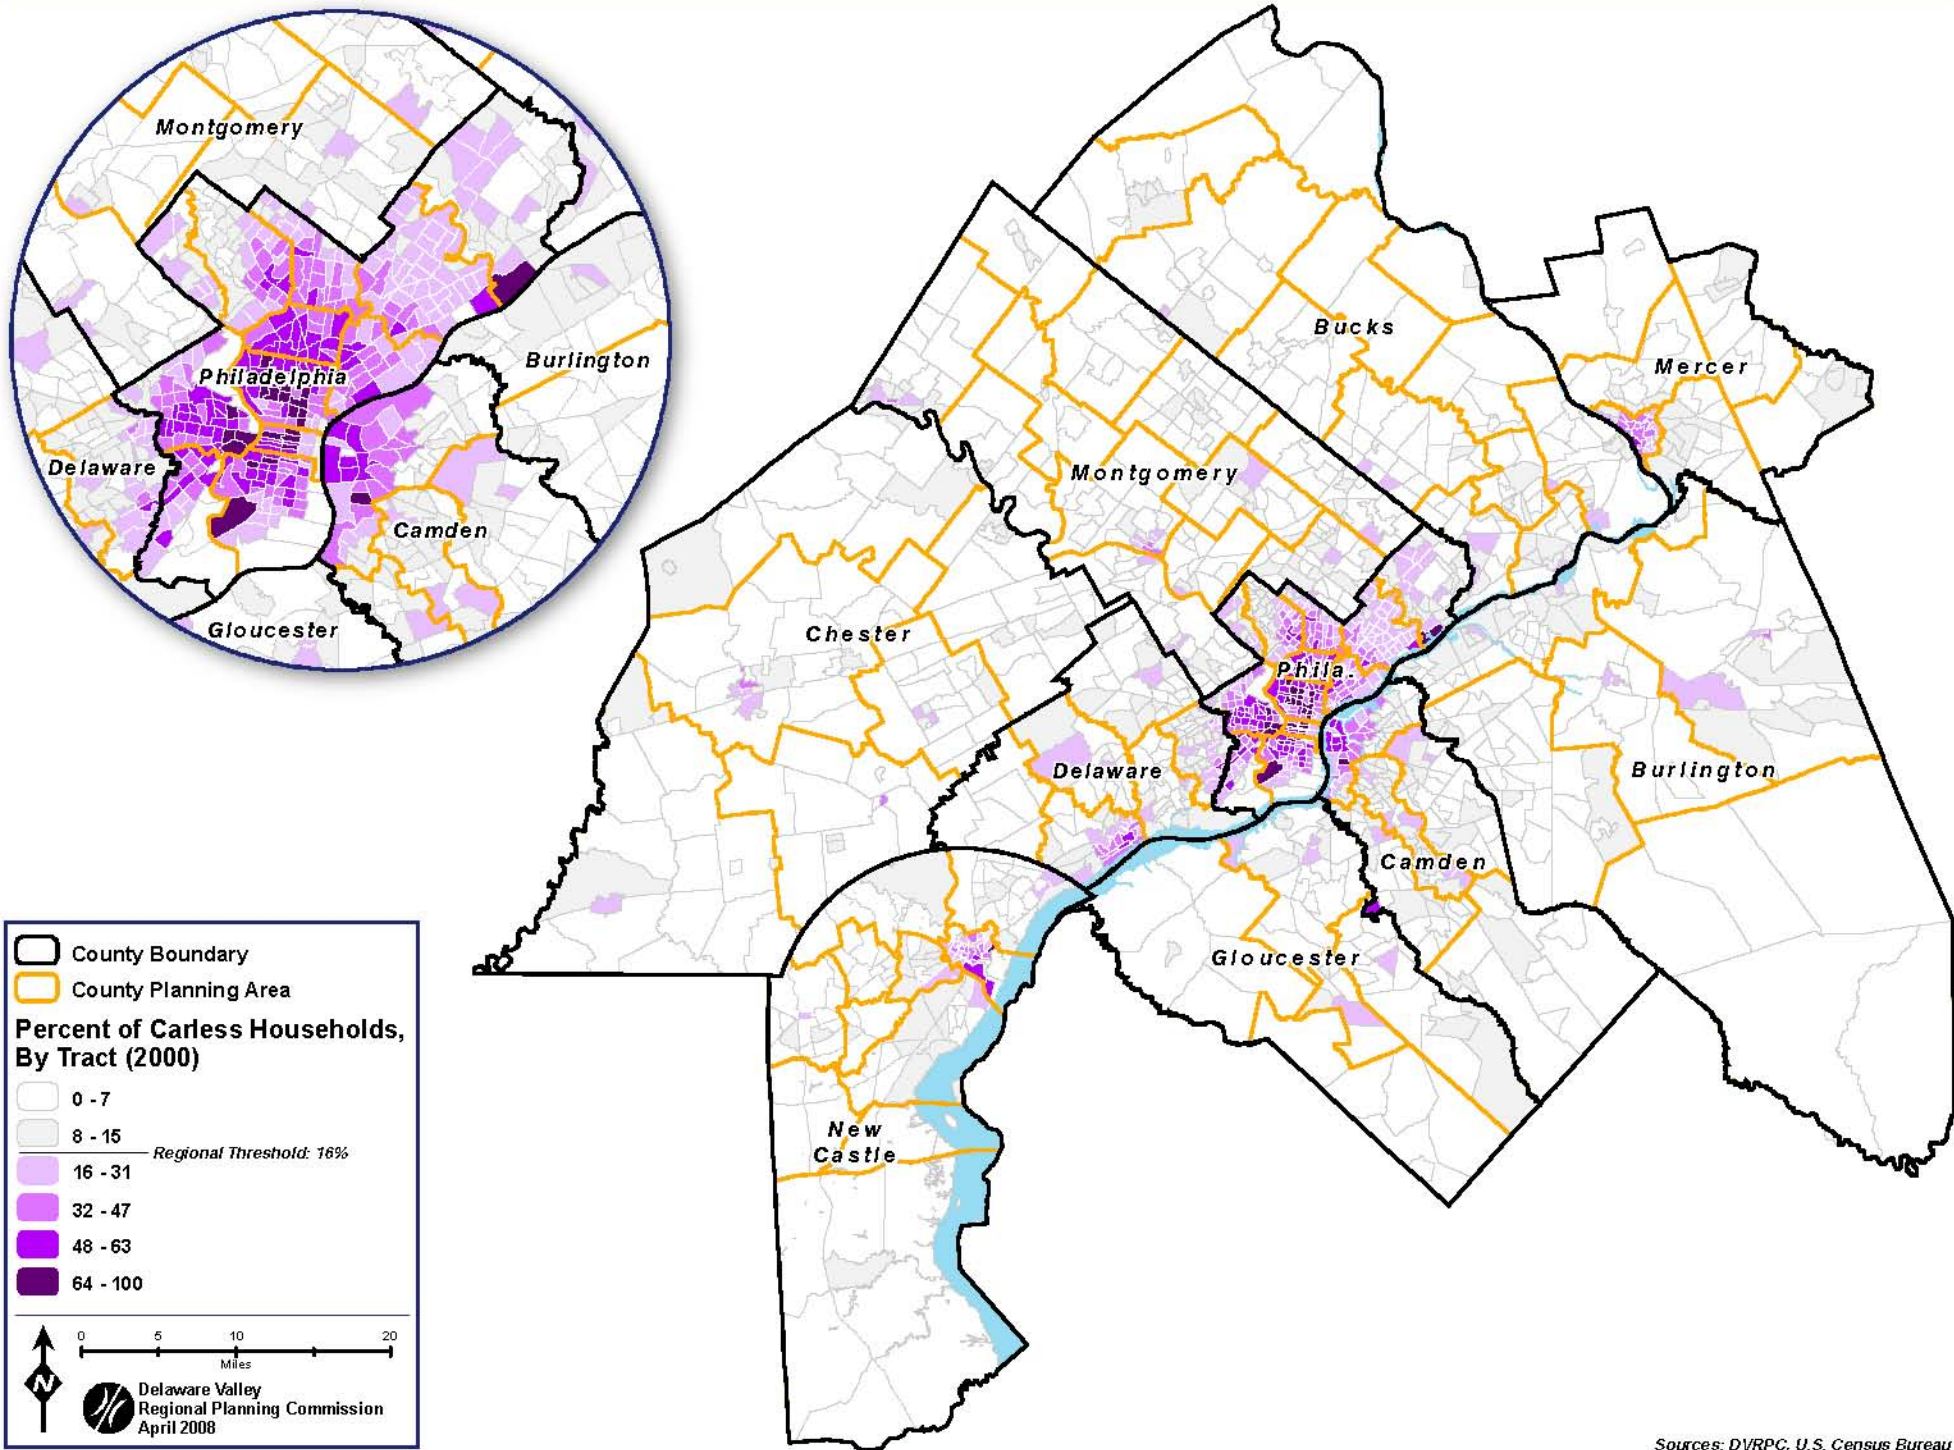 Montgomery
Burlington
Philadelphia
Delaware
Camden
Gloucester
Bucks
Mercer
Montgomery
Chester
Phila.
Delaware
Burlington
Camden
Gloucester
New
Castle
County Boundary
County Planning Area
Percent of Carless Households,
By Tract (2000)
0 - 7
8 - 15
Regional Threshold: 16%
16 - 31
32 - 47
48 - 63
64 - 100
0 5 10 20
Miles
N
Delaware Valley
Regional Planning Commission
April 2008
Sources: DVRPC, U.S. Census Bureau